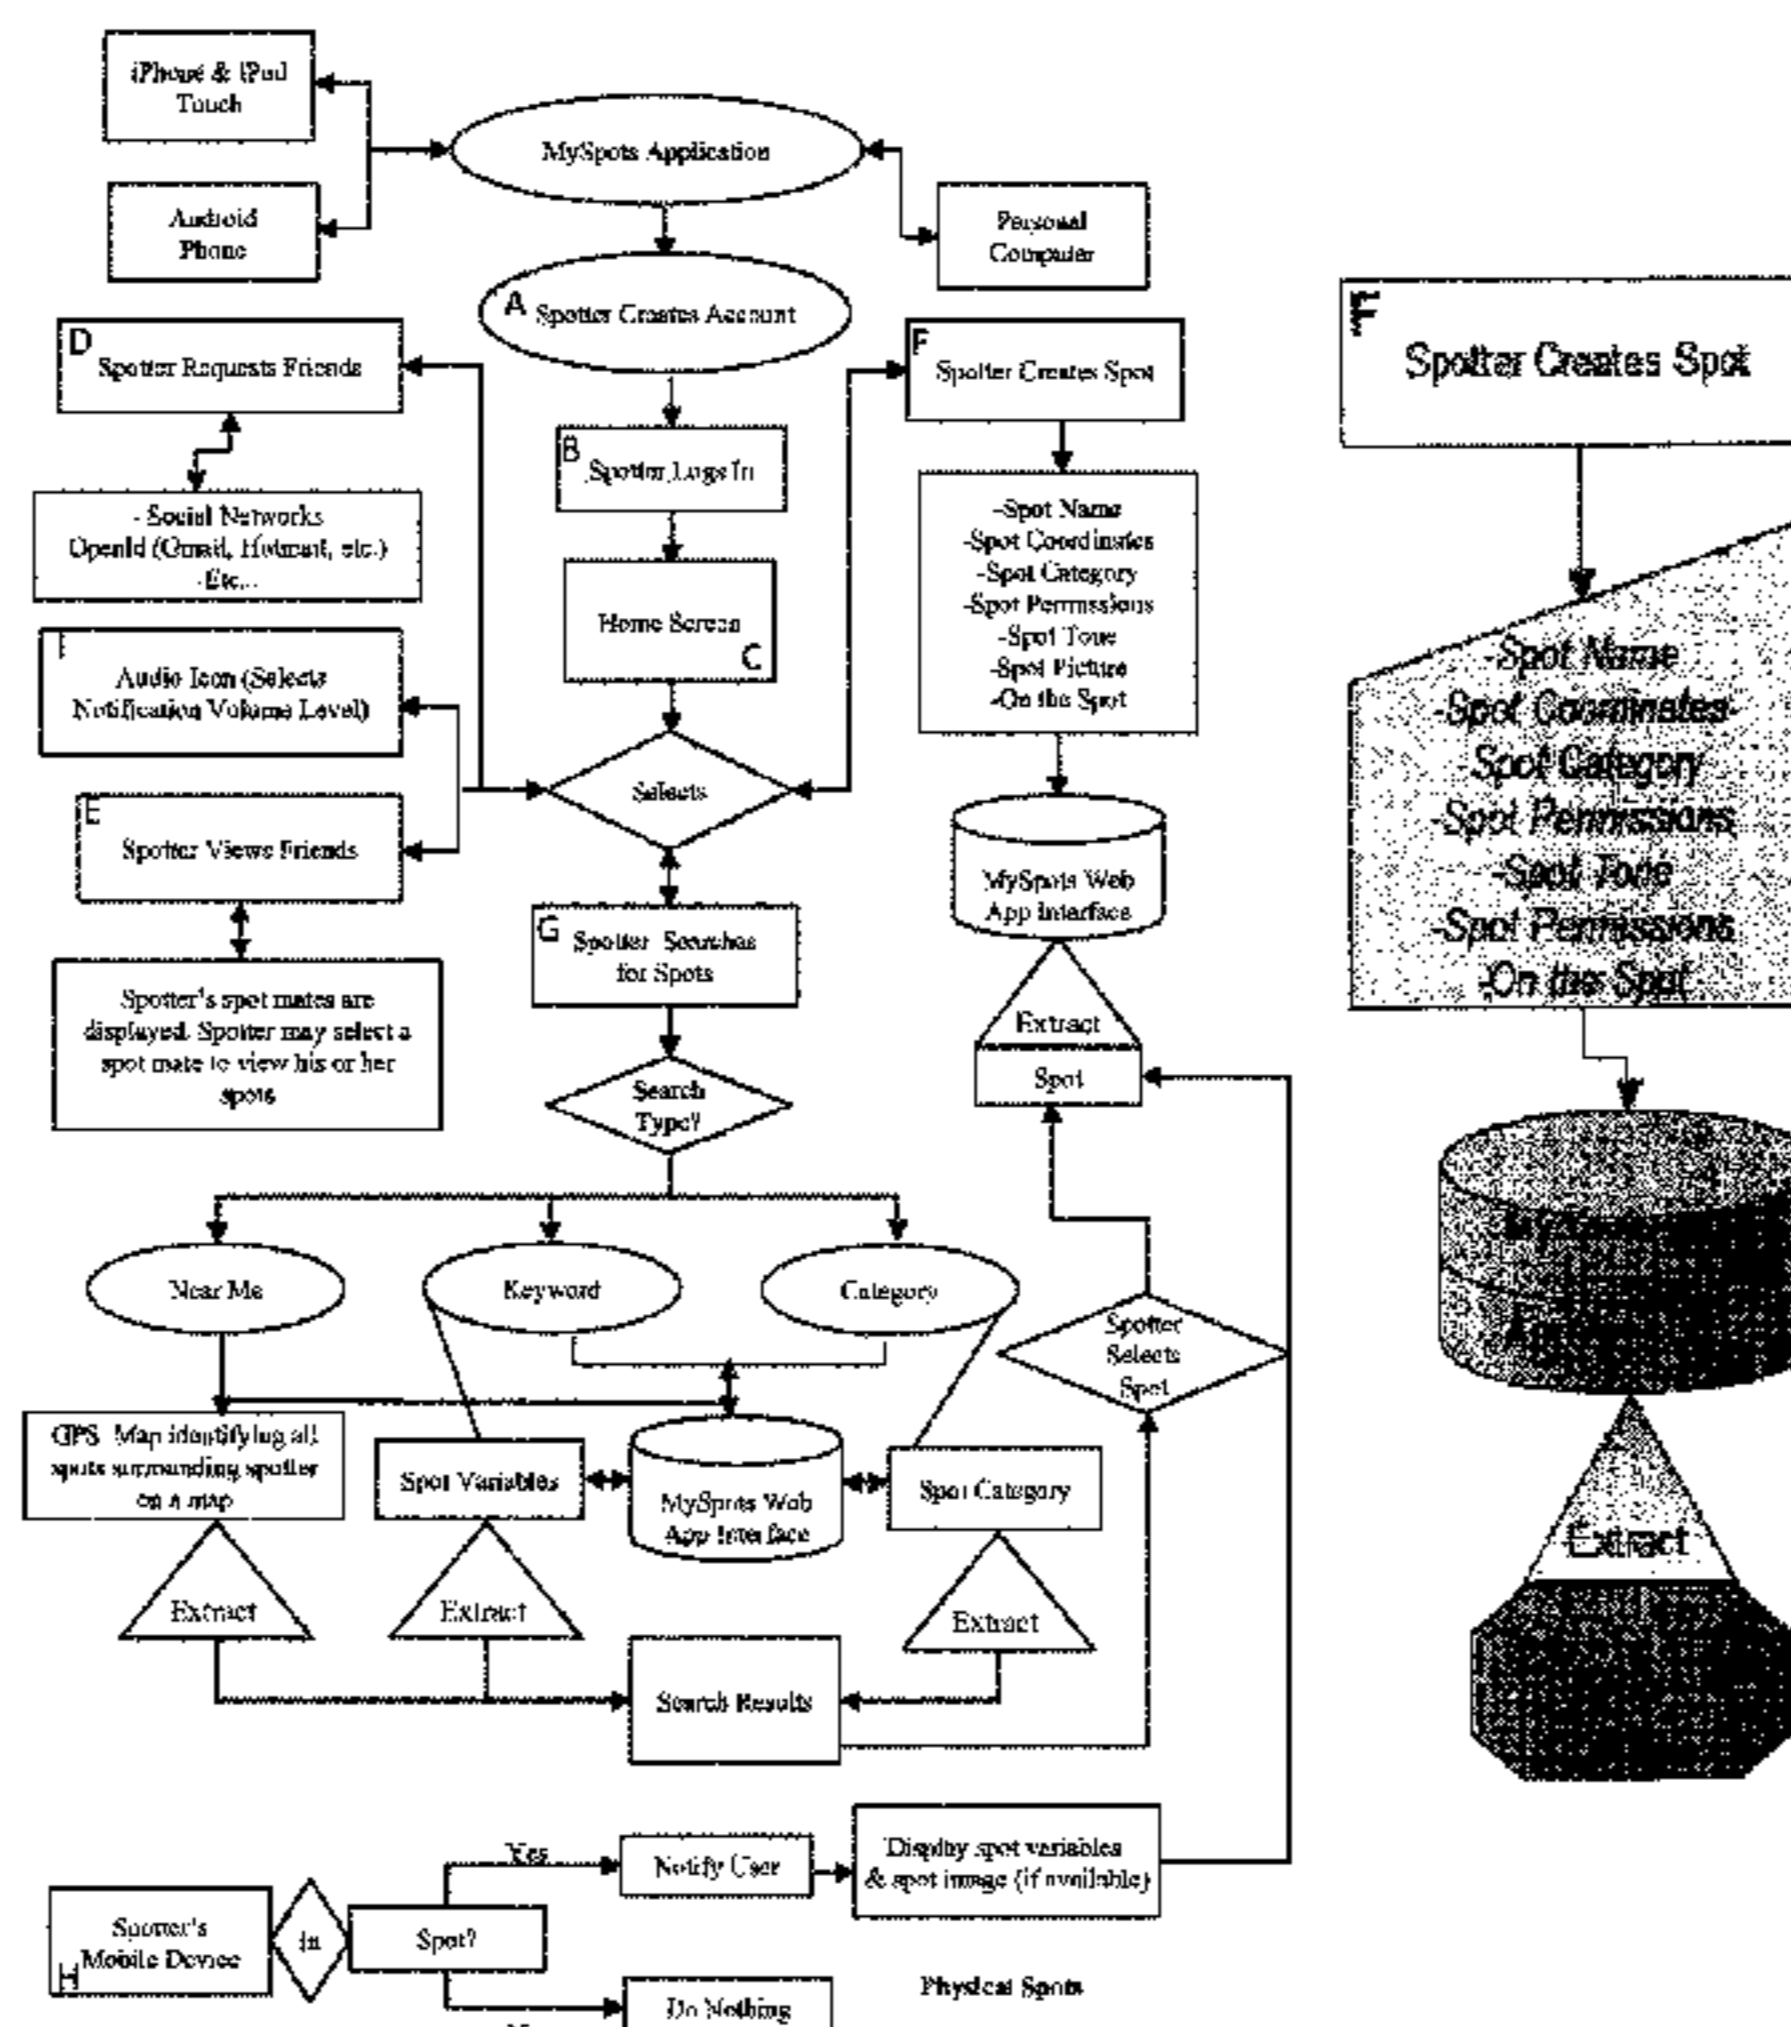 iPhone & iPod
Touch
MySpots Application
Android
Phone
Personal
Computer
A Spotter Creates Account
D
Spotter Requests Friends
F
Spotter Creates Spot
B
Spotter Logs In
- Social Networks
OpenId (Gmail, Hotmail, etc.)
-Etc...
-Spot Name
-Spot Coordinates
-Spot Category
-Spot Permissions
-Spot Tone
-Spot Picture
-On the Spot
Home Screen
C
I
Audio Icon (Selects
Notification Volume Level)
Selects
E
Spotter Views Friends
MySpots Web
App Interface
G Spotter Searches
for Spots
Spotter's spot mates are
displayed. Spotter may select a
spot mate to view his or her
spots
Extract
Spot
Search
Type?
Near Me
Keyword
Category
Spotter
Selects
Spot
GPS Map identifying all
spots surrounding spotter
on a map
Spot Variables
MySpots Web
App Interface
Spot Category
Extract
Extract
Extract
Search Results
Yes
Notify User
Display spot variables
& spot image (if available)
Spotter's
Mobile Device
H
In
Spot?
Do Nothing
Physical Spots
Spotter Creates Spot
-Spot Name
-Spot Coordinates-
-Spot Category
-Spot Permissions
-Spot Tone
-Spot Permissions
-On the Spot
Extract